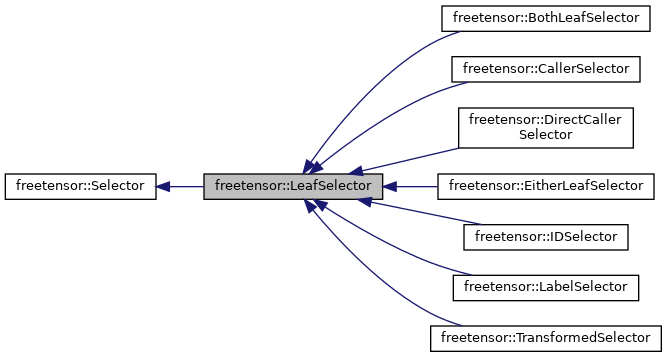 freetensor::BothLeafSelector
freetensor::CallerSelector
freetensor::DirectCaller
Selector
freetensor::Selector
freetensor::LeafSelector
freetensor::EitherLeafSelector
freetensor::IDSelector
freetensor::LabelSelector
freetensor::TransformedSelector